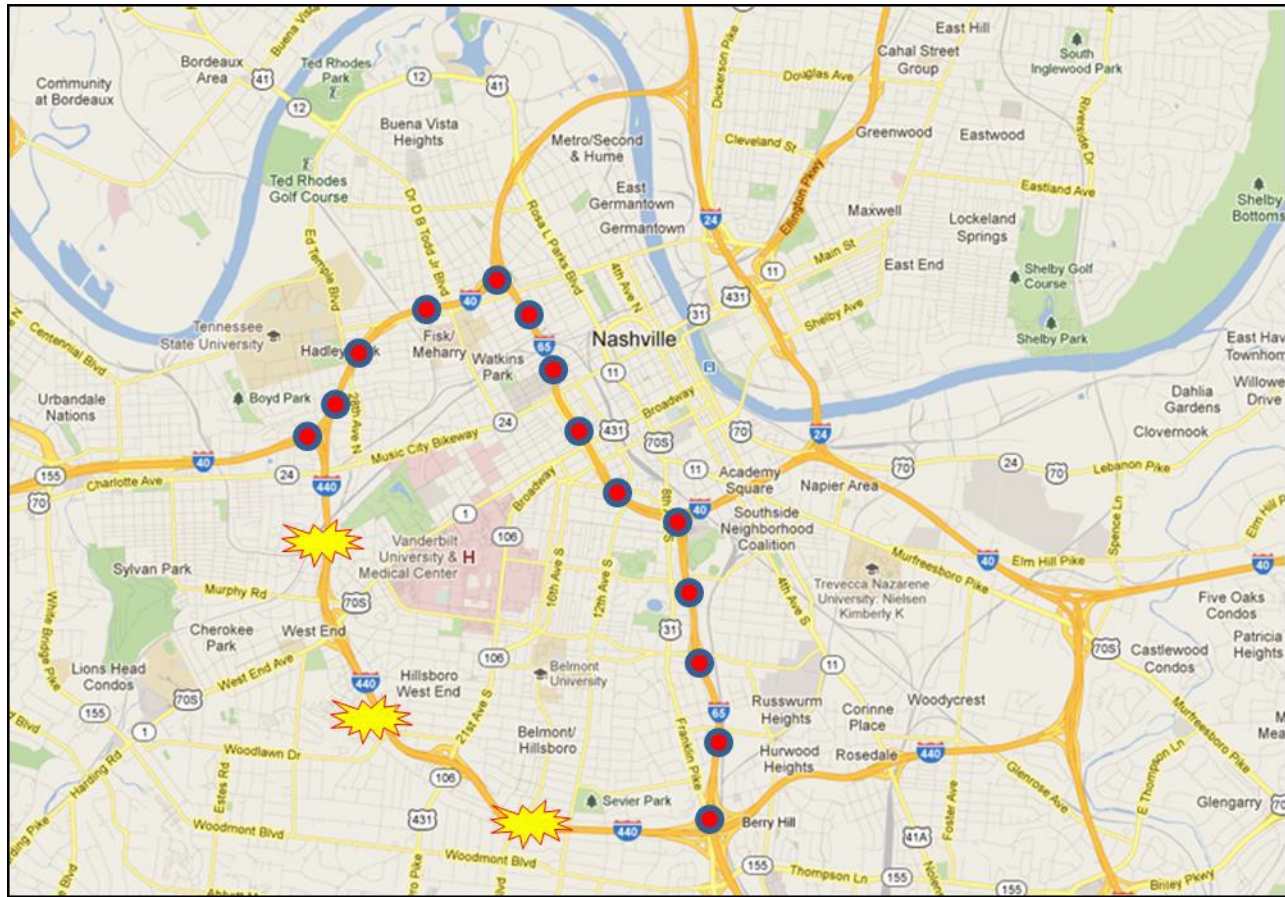 East Hill
Buena Vista
Bordeaux
Area
Ted Rhodes
Park
Cahal Street
Group
South
Inglewood Park
41
12
41
Community
at Bordeaux
12
Buena Vista
Heights
Dickerson Pike
Douglas Ave
Greenwood
Eastwood
Riverside Dr
Metro/Second
& Hume
Cleveland St
Ellington Pkwy
Ted Rhodes
Golf Course
East
Germantown
Germantown
Eastland Ave
Shelby
Bottoms
Dr D B Todd Jr Blvd
Rosa L Parks Blvd
24
Maxwell
Lockeland
Springs
Ed Temple Blvd
4th Ave N
Main St
11
East End
Shelby Golf
Course
40
431
31
Tennessee
State University
Centennial Blvd
Fisk/
Meharry
65
Nashville
Shelby Ave
Shelby Park
Watkins
Park
11
Urbandale
Nations
Boyd Park
28th Ave N
24
Broadway
431
Dahlia
Gardens
Drive
Clovernook
Music City Bikeway
70S
70
24
155
40
24
11
Academy
Square
70
24
70
Lebanon Pike
70
Charlotte Ave
440
Broadway
40
Napier Area
1
106
Southside
Neighborhood
Coalition
Spence Ln
Vanderbilt
University &
Medical Center
H
16th Ave S
12th Ave S
Murfreesboro Pike
Elm Hill Pike
40
40
Sylvan Park
Murphy Rd
70S
4th Ave S
Trevecca Nazarene
University: Nielsen
Kimberly K
Five Oaks
Condos
White Bridge Pike
Cherokee
Park
West End
31
Patricia
Heights
70S
Castlewood
Condos
Lions Head
Condos
West End Ave
70S
440
Hillsboro
West End
106
Belmont
University
11
155
1
21st Ave S
Franklin Pike
65
Russwurm
Heights
Corinne
Place
Woodycrest
Murfreesboro Pike
Woodlawn Dr
Belmont/
Hillsboro
Hurwood
Heights
Rosedale
440
Harding Rd
Estes Rd
106
Glenrose Ave
E Thompson Ln
Sevier Park
Glengarry
431
440
Berry Hill
Foster Ave
Woodmont Blvd
41A
Woodmont Blvd
155
Thompson Ln
155
Briley Pkwy